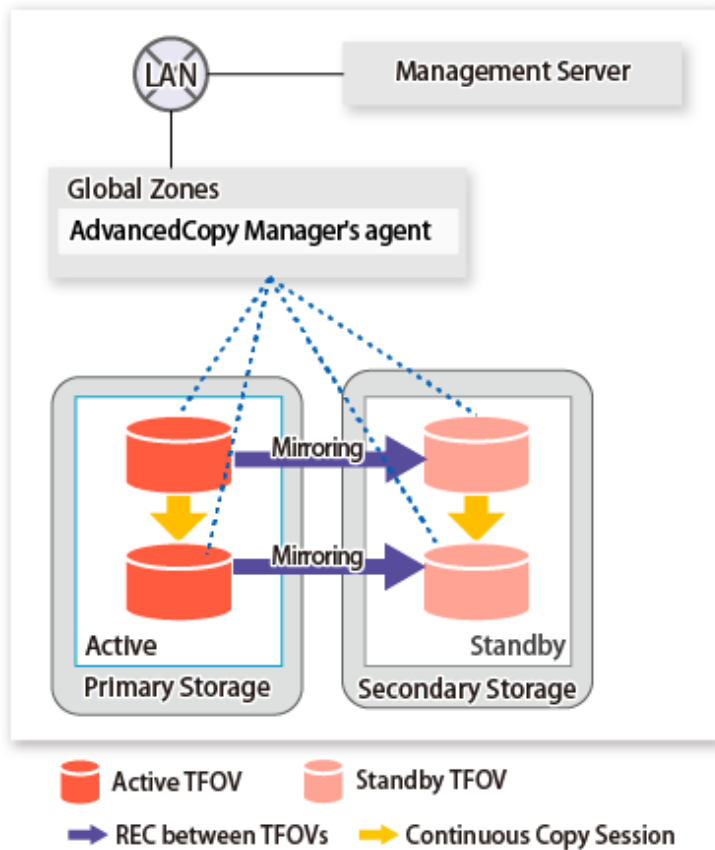 LAN
Management Server
Global Zones
AdvancedCopy Manager's agent
Mirroring
Mirroring
Active
Standby
Primary Storage
Secondary Storage
Active TFOV
Standby TFOV
REC between TFOVs
Continuous Copy Session